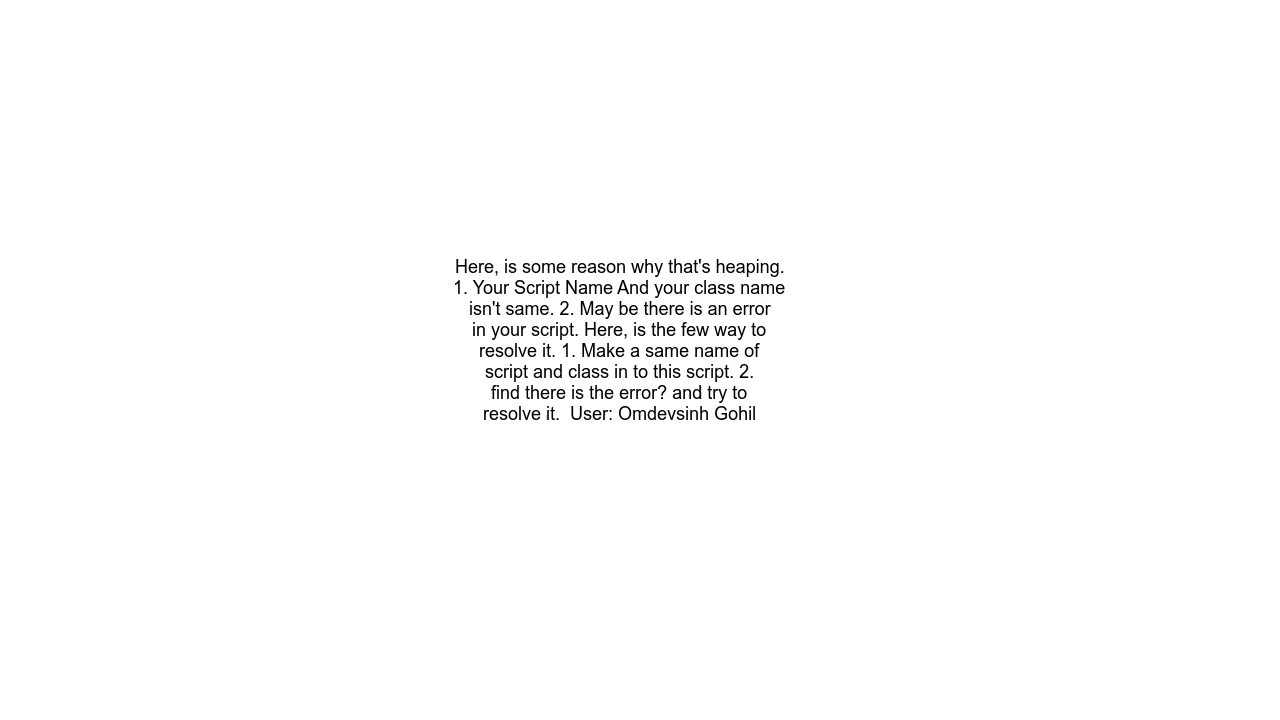 Here, is some reason why that's heaping.
1. Your Script Name And your class name
isn't same. 2. May be there is an error
in your script. Here, is the few way to
resolve it. 1. Make a same name of
script and class in to this script. 2.
find there is the error? and try to
resolve it.  User: Omdevsinh Gohil